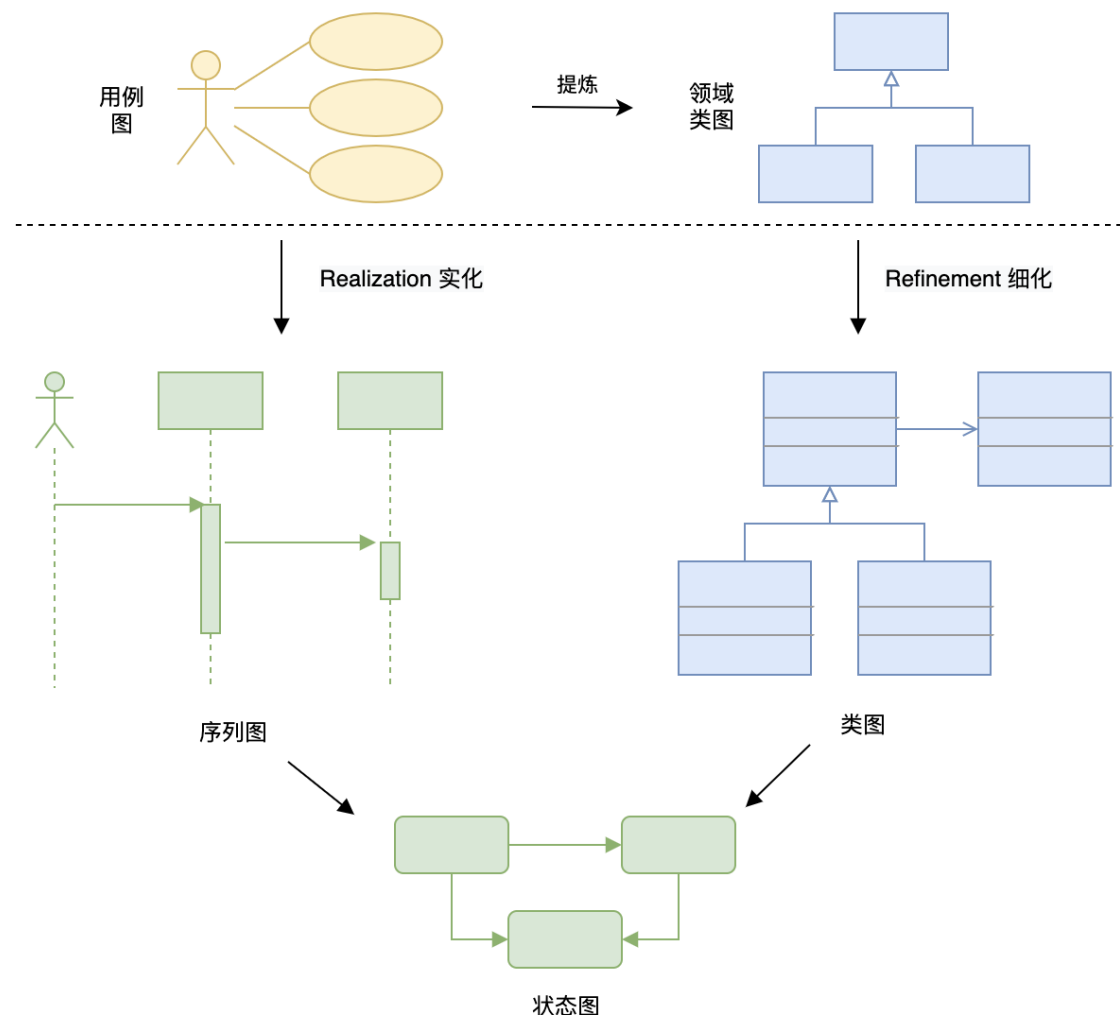 用例
图
提炼
领域
类图
Realization 实化
Refinement 细化
序列图
类图
状态图